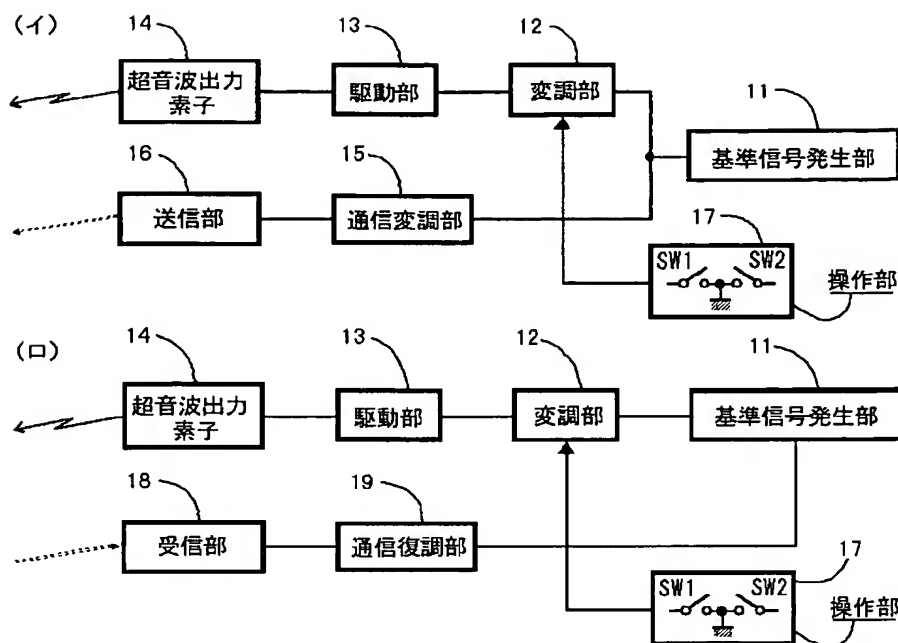 (イ)
14
13
12
11
超音波出力
素子
駆動部
変調部
基準信号発生部
16
15
17
送信部
通信変調部
SW1 SW2
操作部
(ロ)
14
13
12
11
超音波出力
素子
駆動部
変調部
基準信号発生部
18
19
17
受信部
通信復調部
SW1 SW2
操作部